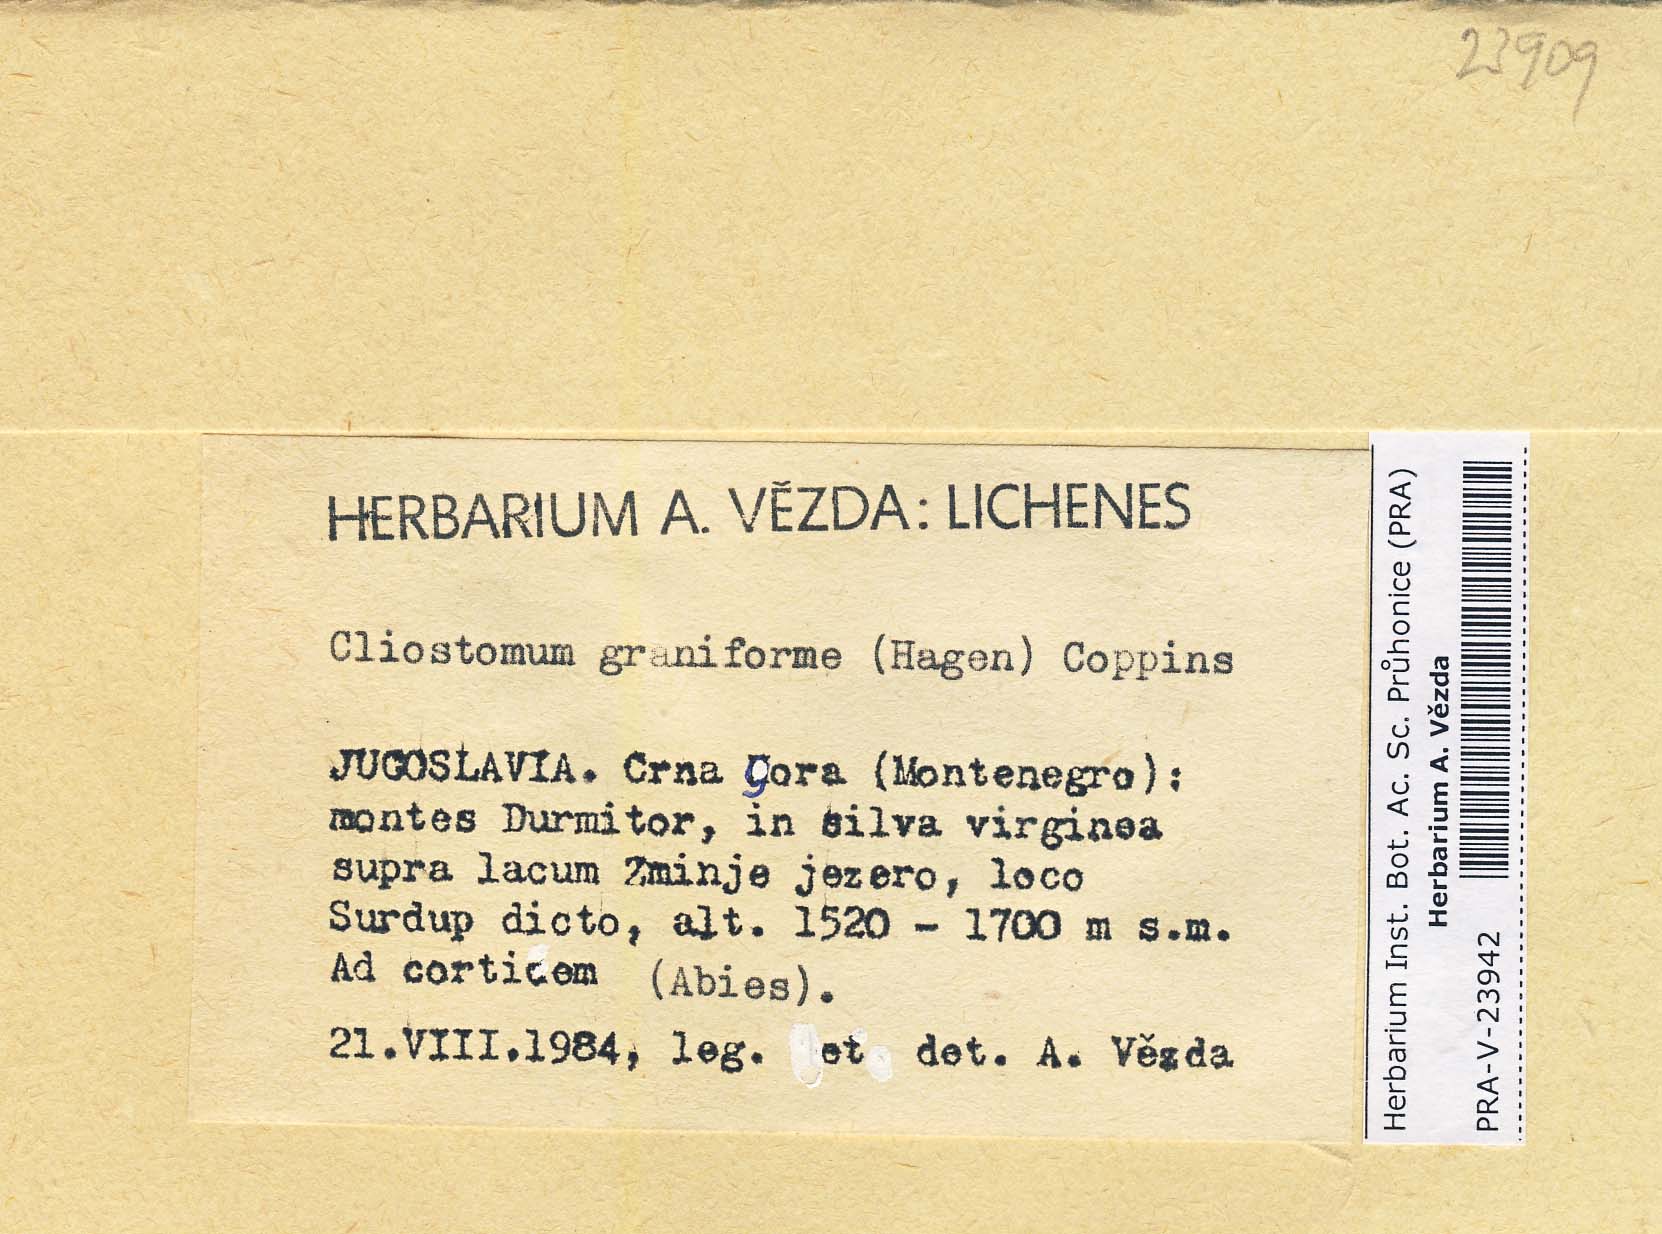 23909
HERBARIUM A. VĚZDA: LICHENES
Cliostomum graniforme (Hagen) Coppins
JUGOSLAVIA. Crna gora (Montenegro):
montes Durmitor, in silva virginea
supra lacum Zminje jezero, loco
Surdup dicto, alt. 1520 - 1700 m s.m.
Ad corticem (Abies).
21.VIII.1984, leg. et. det. A. Vězda
Herbarium Inst. Bot. Ac. Sc. Průhonice (PRA)
Herbarium A. Vězda
PRA-V-23942